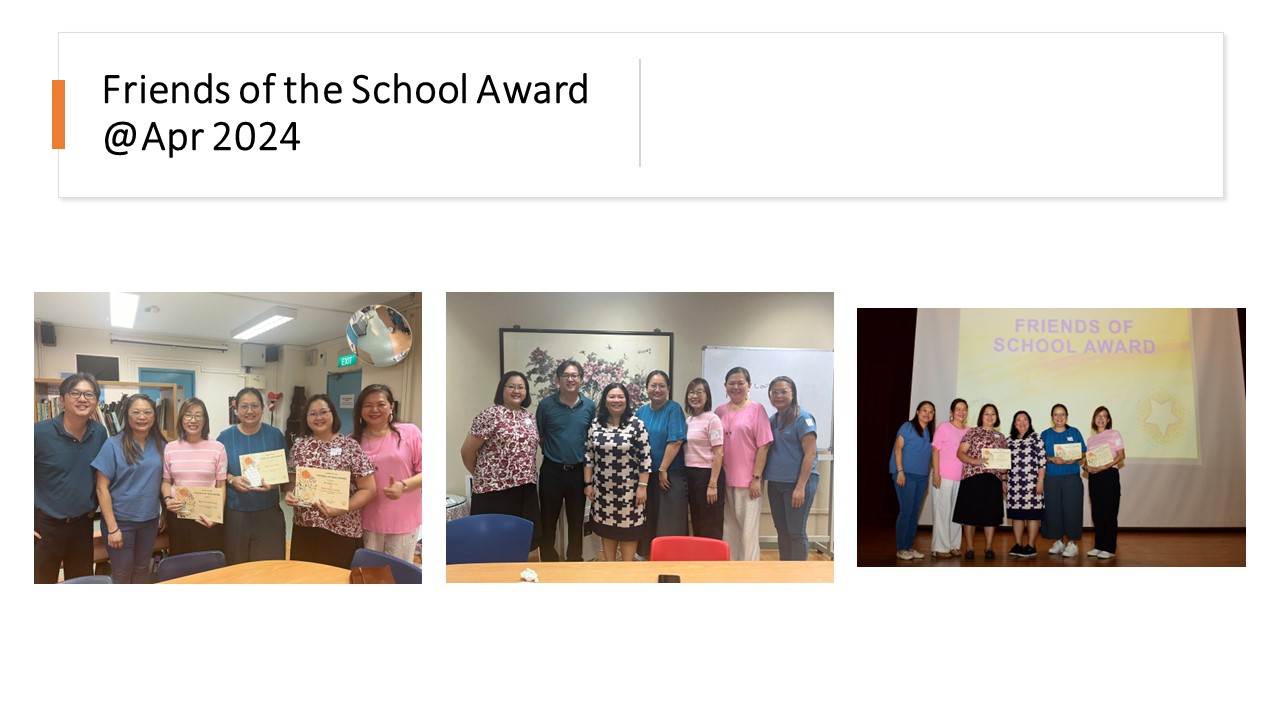 Friends of the School Award
@Apr 2024
EXIT
FRIENDS OF
SCHOOL AWARD